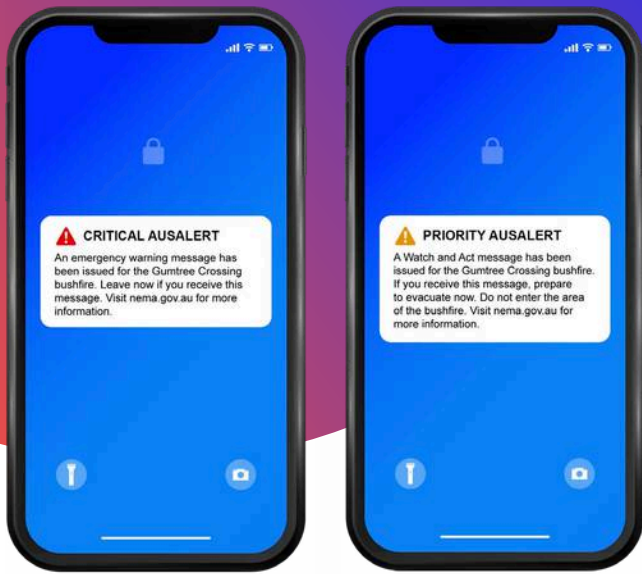 CRITICAL AUSALERT
An emergency warning message has
been issued for the Gumtree Crossing
bushfire. Leave now if you receive this
message. Visit nema.gov.au for more
information.
PRIORITY AUSALERT
A Watch and Act message has been
issued for the Gumtree Crossing bushfire.
If you receive this message, prepare
to evacuate now. Do not enter the area
of the bushfire. Visit nema.gov.au for
more information.